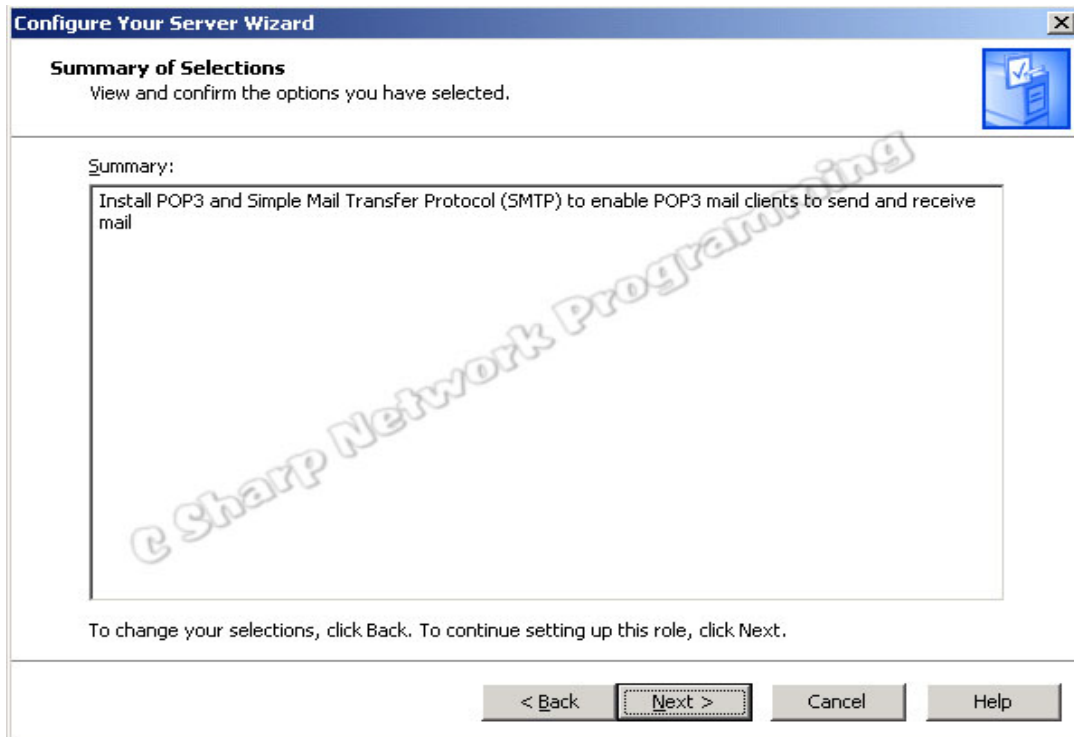 Configure Your Server Wizard
Summary of Selections
View and confirm the options you have selected.
Summary:
Install POP3 and Simple Mail Transfer Protocol (SMTP) to enable POP3 mail clients to send and receive
mail
C Sharp Network Programming
To change your selections, click Back. To continue setting up this role, click Next.
< Back
Next >
Cancel
Help